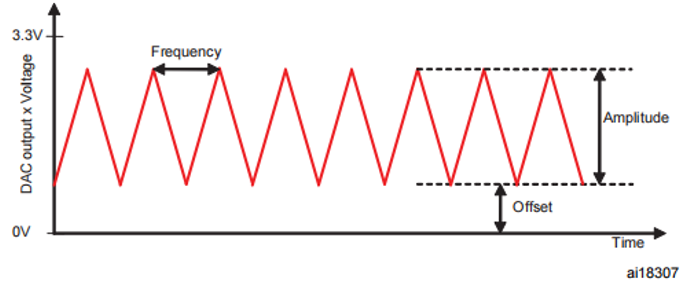 3.3V
Frequency
DAC output x Voltage
Amplitude
Offset
0V
Time
ai18307